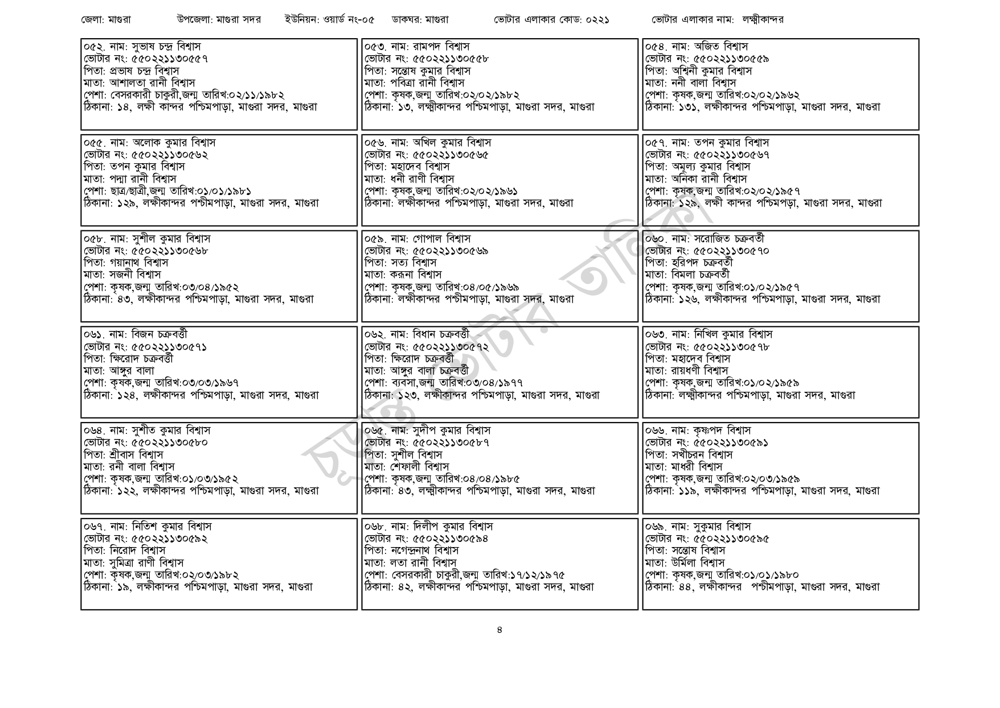 জেলা: মাগুরা উপজেলা: মাগুরা সদর ইউনিয়ন: ওয়ার্ড নং-০৫ ডাকঘর: মাগুরা ভোটার এলাকার কোড: ০২২১ ভোটার এলাকার নাম: লক্ষ্মীকান্দর
০৫২. নাম: সুভাষ চন্দ্র বিশ্বাস
ভোটার নং: ৫৫০২২১১৩০৫৫৭
পিতা: প্রভাষ চন্দ্র বিশ্বাস
মাতা: আশালতা রানী বিশ্বাস
পেশা: বেসরকারী চাকুরী,জন্ম তারিখ:০২/১১/১৯৮২
ঠিকানা: ১৪, লক্ষী কান্দর পশ্চিমপাড়া, মাগুরা সদর, মাগুরা
০৫৩. নাম: রামপদ বিশ্বাস
ভোটার নং: ৫৫০২২১১৩০৫৫৮
পিতা: সন্তোষ কুমার বিশ্বাস
মাতা: পবিত্রা রানী বিশ্বাস
পেশা: কৃষক,জন্ম তারিখ:০২/০২/১৯৮২
ঠিকানা: ১৩, লক্ষ্মীকান্দর পশ্চিমপাড়া, মাগুরা সদর, মাগুরা
০৫৪. নাম: অজিত বিশ্বাস
ভোটার নং: ৫৫০২২১১৩০৫৫৯
পিতা: অশ্বিনী কুমার বিশ্বাস
মাতা: ননী বালা বিশ্বাস
পেশা: কৃষক,জন্ম তারিখ:০২/০২/১৯৬২
ঠিকানা: ১৩১, লক্ষীকান্দর পশ্চিমপাড়া, মাগুরা সদর, মাগুরা
০৫৫. নাম: অলোক কুমার বিশ্বাস
ভোটার নং: ৫৫০২২১১৩০৫৬২
পিতা: তপন কুমার বিশ্বাস
মাতা: পদ্মা রানী বিশ্বাস
পেশা: ছাত্র/ছাত্রী,জন্ম তারিখ:০১/০১/১৯৮১
ঠিকানা: ১২৯, লক্ষীকান্দর পশ্চীমপাড়া, মাগুরা সদর, মাগুরা
০৫৬. নাম: অখিল কুমার বিশ্বাস
ভোটার নং: ৫৫০২২১১৩০৫৬৫
পিতা: মহাদেব বিশ্বাস
মাতা: ধনী রাণী বিশ্বাস
পেশা: কৃষক,জন্ম তারিখ:০২/০২/১৯৬১
ঠিকানা: লক্ষীকান্দর পশ্চিমপাড়া, মাগুরা সদর, মাগুরা
০৫৭. নাম: তপন কুমার বিশ্বাস
ভোটার নং: ৫৫০২২১১৩০৫৬৭
পিতা: অমূল্য কুমার বিশ্বাস
মাতা: অনিকা রানী বিশ্বাস
পেশা: কৃষক,জন্ম তারিখ:০২/০২/১৯৫৭
ঠিকানা: ১২৯, লক্ষী কান্দর পশ্চিমপড়া, মাগুরা সদর, মাগুরা
০৫৮. নাম: সুশীল কুমার বিশ্বাস
ভোটার নং: ৫৫০২২১১৩০৫৬৮
পিতা: গয়ানাথ বিশ্বাস
মাতা: সজনী বিশ্বাস
পেশা: কৃষক,জন্ম তারিখ:০৩/০৪/১৯৫২
ঠিকানা: ৪৩, লক্ষীকান্দর পশ্চিমপাড়া, মাগুরা সদর, মাগুরা
০৫৯. নাম: গোপাল বিশ্বাস
ভোটার নং: ৫৫০২২১১৩০৫৬৯
পিতা: সত্য বিশ্বাস
মাতা: করূনা বিশ্বাস
পেশা: কৃষক,জন্ম তারিখ:০৪/০৫/১৯৬৯
ঠিকানা: লক্ষীকান্দর পশ্চীমপাড়া, মাগুরা সদর, মাগুরা
০৬০. নাম: সরোজিত চক্রবর্তী
ভোটার নং: ৫৫০২২১১৩০৫৭০
পিতা: হরিপদ চক্রবর্তী
মাতা: বিমলা চক্রবর্তী
পেশা: কৃষক,জন্ম তারিখ:০১/০২/১৯৫৭
ঠিকানা: ১২৬, লক্ষীকান্দর পশ্চিমপাড়া, মাগুরা সদর, মাগুরা
০৬১. নাম: বিজন চক্রবর্ত্তী
ভোটার নং: ৫৫০২২১১৩০৫৭১
পিতা: ক্ষিরোদ চক্রবর্ত্তী
মাতা: আঙ্গুর বালা
পেশা: কৃষক,জন্ম তারিখ:০৩/০৩/১৯৬৭
ঠিকানা: ১২৪, লক্ষীকান্দর পশ্চিমপাড়া, মাগুরা সদর, মাগুরা
০৬২. নাম: বিধান চক্রবর্ত্তী
ভোটার নং: ৫৫০২২১১৩০৫৭২
পিতা: ক্ষিরোদ চক্রবর্ত্তী
মাতা: আঙ্গুর বালা চক্রবর্ত্তী
পেশা: ব্যবসা,জন্ম তারিখ:০৩/০৪/১৯৭৭
ঠিকানা: ১২৩, লক্ষীকান্দর পশ্চিমপাড়া, মাগুরা সদর, মাগুরা
০৬৩. নাম: নিখিল কুমার বিশ্বাস
ভোটার নং: ৫৫০২২১১৩০৫৭৮
পিতা: মহাদেব বিশ্বাস
মাতা: রায়ধণী বিশ্বাস
পেশা: কৃষক,জন্ম তারিখ:০১/০২/১৯৫৯
ঠিকানা: লক্ষ্মীকান্দর পশ্চিমপাড়া, মাগুরা সদর, মাগুরা
০৬৪. নাম: সুশীত কুমার বিশ্বাস
ভোটার নং: ৫৫০২২১১৩০৫৮০
পিতা: শ্রীবাস বিশ্বাস
মাতা: রনী বালা বিশ্বাস
পেশা: কৃষক,জন্ম তারিখ:০১/০৩/১৯৫২
ঠিকানা: ১২২, লক্ষীকান্দর পশ্চিমপাড়া, মাগুরা সদর, মাগুরা
০৬৫. নাম: সুদীপ কুমার বিশ্বাস
ভোটার নং: ৫৫০২২১১৩০৫৮৭
পিতা: সুশীল বিশ্বাস
মাতা: শেফালী বিশ্বাস
পেশা: কৃষক,জন্ম তারিখ:০৪/০৪/১৯৮৫
ঠিকানা: ৪৩, লক্ষ্মীকান্দর পশ্চিমপাড়া, মাগুরা সদর, মাগুরা
০৬৬. নাম: কৃষ্ণপদ বিশ্বাস
ভোটার নং: ৫৫০২২১১৩০৫৯১
পিতা: সখীচরন বিশ্বাস
মাতা: মাধরী বিশ্বাস
পেশা: কৃষক,জন্ম তারিখ:০২/০৩/১৯৫৯
ঠিকানা: ১১৯, লক্ষীকান্দর পশ্চিমপাড়া, মাগুরা সদর, মাগুরা
০৬৭. নাম: নিতিশ কুমার বিশ্বাস
ভোটার নং: ৫৫০২২১১৩০৫৯২
পিতা: নিরোদ বিশ্বাস
মাতা: সুমিত্রা রাণী বিশ্বাস
পেশা: কৃষক,জন্ম তারিখ:০২/০৩/১৯৮২
ঠিকানা: ১৯, লক্ষীকান্দর পশ্চিমপাড়া, মাগুরা সদর, মাগুরা
০৬৮. নাম: দিলীপ কুমার বিশ্বাস
ভোটার নং: ৫৫০২২১১৩০৫৯৪
পিতা: নগেন্দ্রনাথ বিশ্বাস
মাতা: লতা রানী বিশ্বাস
পেশা: বেসরকারী চাকুরী,জন্ম তারিখ:১৭/১২/১৯৭৫
ঠিকানা: ৪২, লক্ষীকান্দর পশ্চিমপাড়া, মাগুরা সদর, মাগুরা
০৬৯. নাম: সুকুমার বিশ্বাস
ভোটার নং: ৫৫০২২১১৩০৫৯৫
পিতা: সন্তোষ বিশ্বাস
মাতা: উর্মিলা বিশ্বাস
পেশা: কৃষক,জন্ম তারিখ:০১/০১/১৯৮০
ঠিকানা: ৪৪, লক্ষীকান্দর পশ্চীমপাড়া, মাগুরা সদর, মাগুরা
চূড়ান্ত ভোটার তালিকা
৪